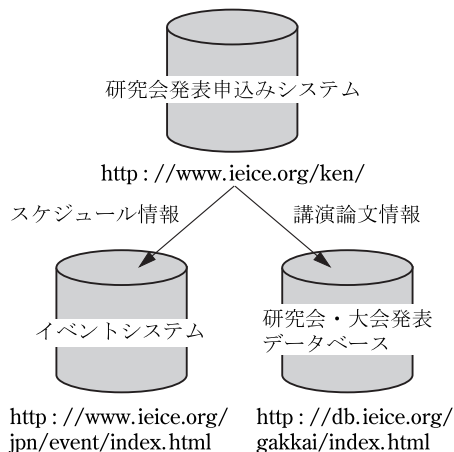 研究会発表申込みシステム
http : //www.ieice.org/ken/
スケジュール情報
講演論文情報
イベントシステム
研究会・大会発表
データベース
http : //www.ieice.org/
jpn/event/index.html
http : //db.ieice.org/
gakkai/index.html